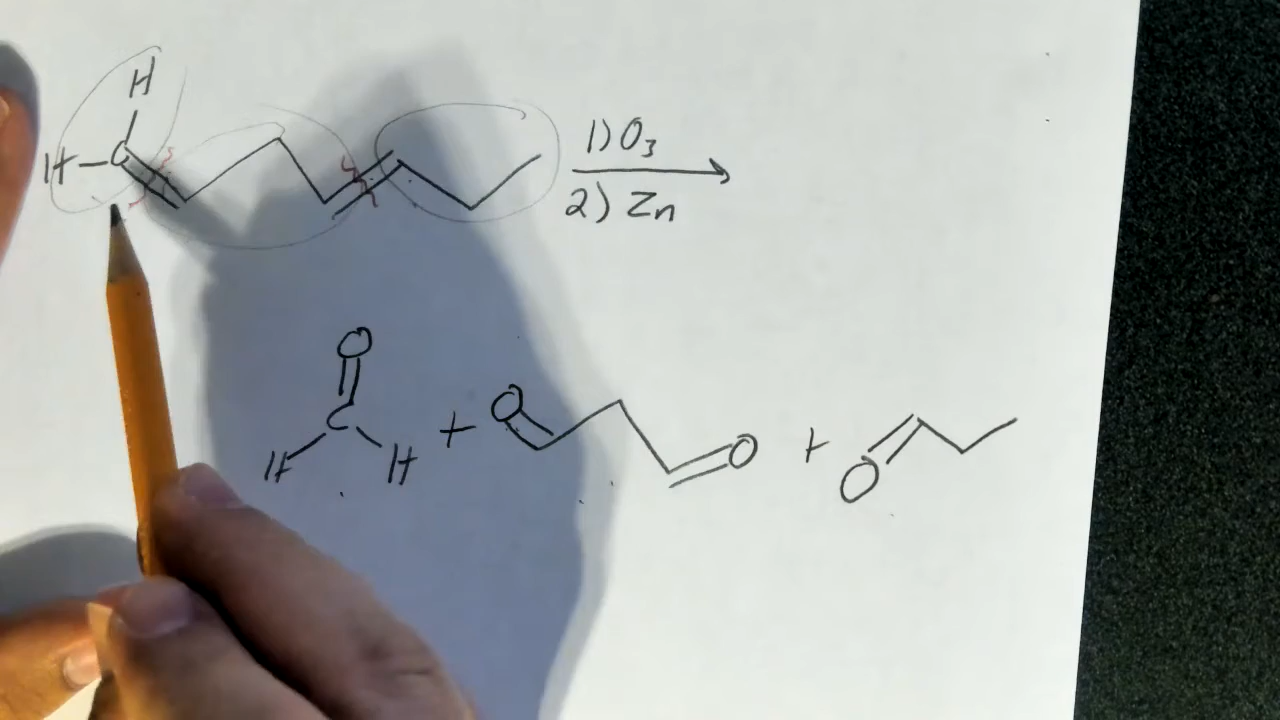 H
H C 1) O₃
2) Zn
O
C + O O + O
H H